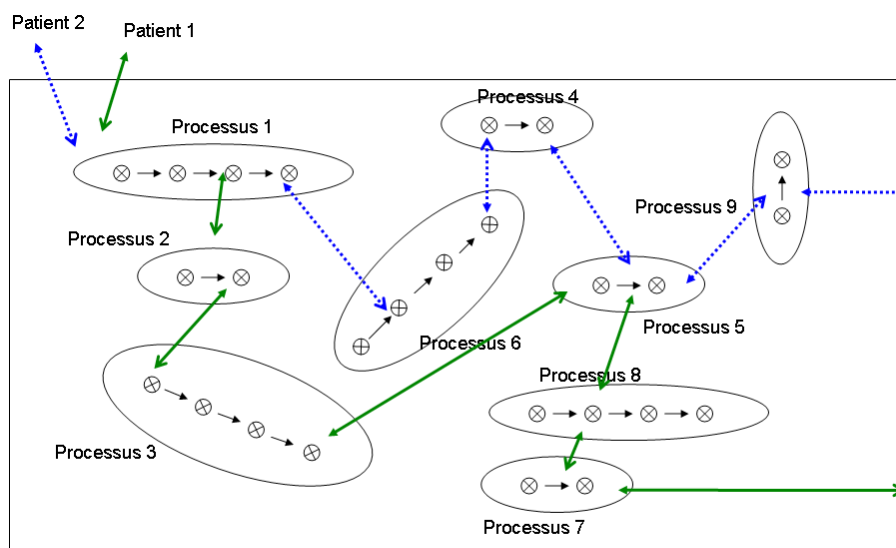 Patient 2
Patient 1
Processus 4
Processus 1
Processus 9
Processus 2
Processus 5
Processus 6
Processus 8
Processus 3
Processus 7